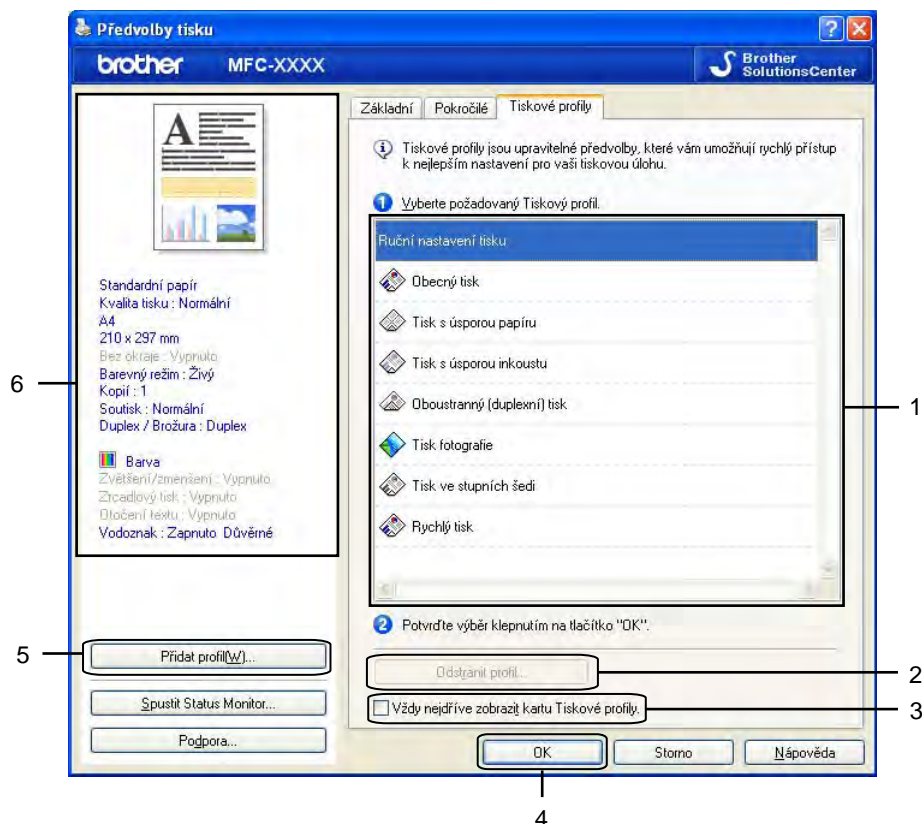 Předvolby tisku
brother MFC-XXXX
Brother
SolutionsCenter
A
Standardní papír
Kvalita tisku : Normální
A4
210 x 297 mm
Bez okraje : Vypnuto
Barevný režim : Živý
Kopií : 1
Soutisk : Normální
Duplex / Brožura : Duplex
Barva
Zvětšení/zmenšení : Vypnuto
Zrcadlový tisk : Vypnuto
Otočení textu : Vypnuto
Vodoznak : Zapnuto Důvěrné
6
Přidat profil(W)...
5
Spustit Status Monitor...
Podpora...
Základní Pokročilé Tiskové profily
Tiskové profily jsou upravitelné předvolby, které vám umožňují rychlý přístup
k nejlepším nastavení pro vaši tiskovou úlohu.
1 Vyberte požadovaný Tiskový profil.
Ruční nastavení tisku
Obecný tisk
Tisk s úsporou papíru
Tisk s úsporou inkoustu
Oboustranný (duplexní) tisk
Tisk fotografie
Tisk ve stupních šedi
Rychlý tisk
1
2 Potvrďte výběr klepnutím na tlačítko "OK".
Odstranit profil...
2
Vždy nejdříve zobrazit kartu Tiskové profily.
3
OK Storno Nápověda
4